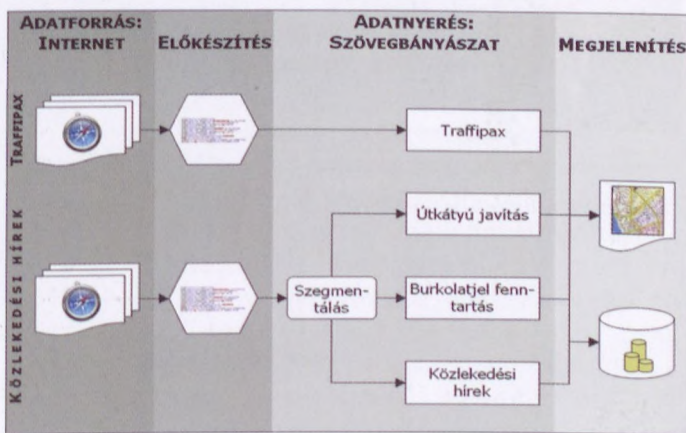 ADATFORRÁS:
INTERNET
ELŐKÉSZÍTÉS
ADATNYERÉS:
SZÖVEGBÁNYÁSZAT
MEGJELENÍTÉS
TRAFFIPAX
Traffipax
KÖZLEKEDÉSI HÍREK
Szegmen-
tálás
Útkátyú javítás
Burkolatjel fenn-
tartás
Közlekedési
hírek